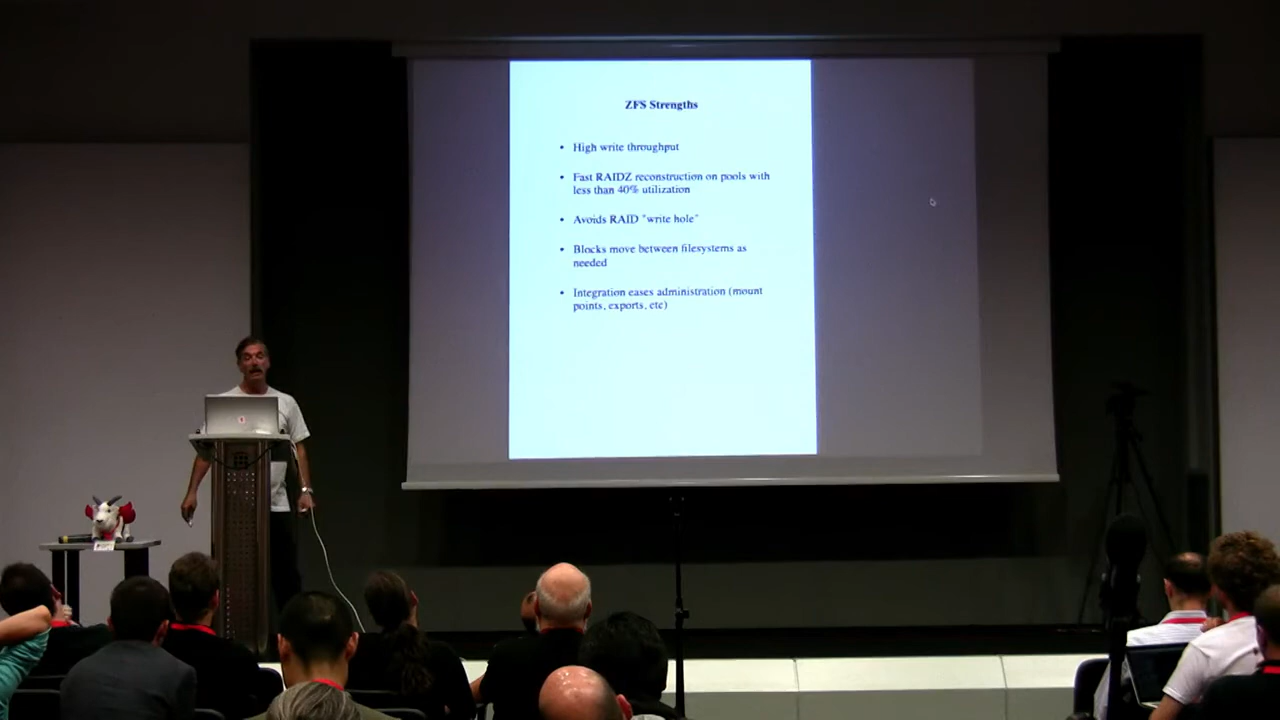 ZFS Strengths
• High write throughput
• Fast RAIDZ reconstruction on pools with
less than 40% utilization
• Avoids RAID "write hole"
• Blocks move between filesystems as
needed
• Integration eases administration (mount
points, exports, etc)